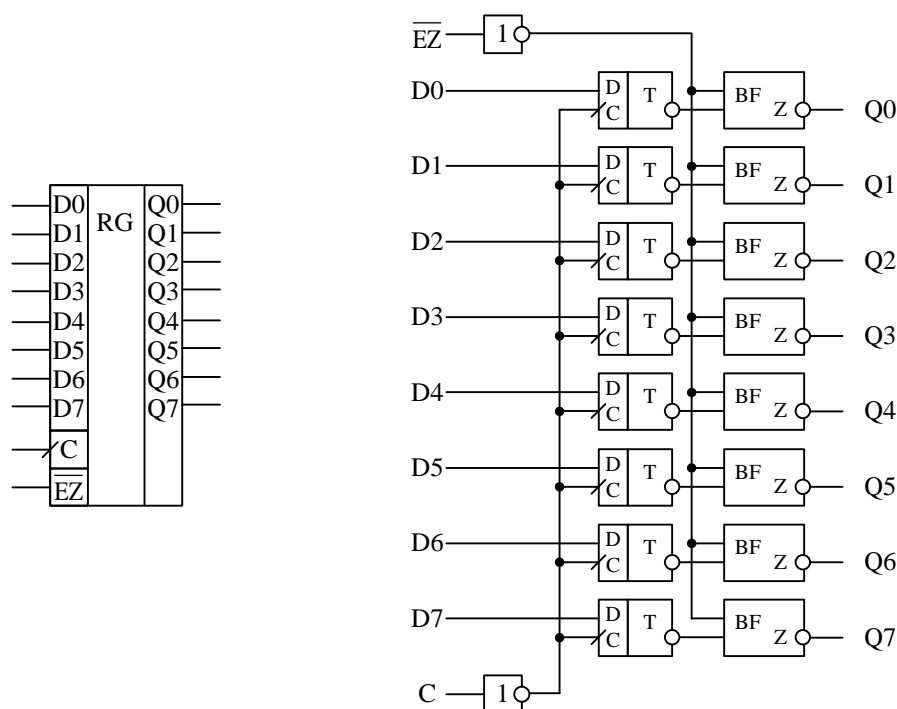 D0 RG Q0
D1 Q1
D2 Q2
D3 Q3
D4 Q4
D5 Q5
D6 Q6
D7 Q7
C
E̅Z̅
E̅Z̅ 1
D0 D T BF
C Z Q0
D1 D T BF
C Z Q1
D2 D T BF
C Z Q2
D3 D T BF
C Z Q3
D4 D T BF
C Z Q4
D5 D T BF
C Z Q5
D6 D T BF
C Z Q6
D7 D T BF
C Z Q7
C 1